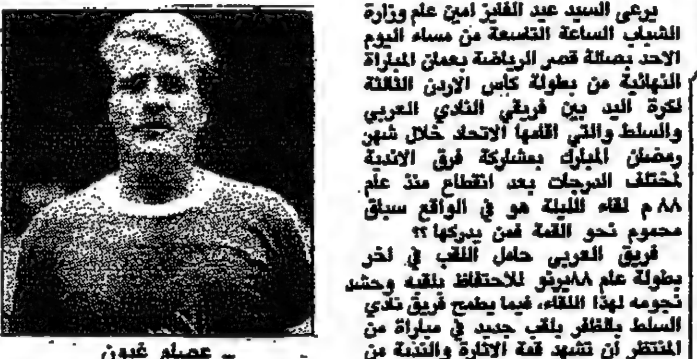 يرعى السيد عيد الفايز امين عام وزارة
الشباب الساعة التاسعة من مساء اليوم
الاحد بصالة قصر الرياضة بعمان المباراة
النهائية من بطولة كأس الاردن الثالثة
لكرة اليد بين فريقي النادي العربي
والسلط والتي اقامها الاتحاد خلال شهر
رمضان المبارك بمشاركة فرق الاندية
لمختلف الدرجات بعد انقطاع منذ عام
٨٨ م لقاء الليلة هو في الواقع سباق
محموم نحو القمة فمن يدركها ؟؟
فريق العربي حامل اللقب في اخر
بطولة عام ٨٨ يرنو للاحتفاظ بلقبه وحشد
نجومه لهذا اللقاء، فيما يطمح فريق نادي
السلط بالظفر بلقب جديد في مباراة من
المنتظر أن تشهد قمة الاثارة والندية من
عصام